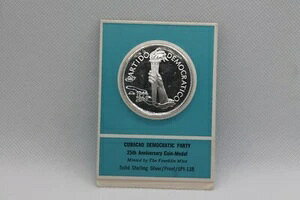 PARTIDO DEMOCRATICO
CURACAO DEMOCRATIC PARTY
25th Anniversary Coin-Medal
Minted by The Franklin Mint
Solid Sterling Silver/Proof/